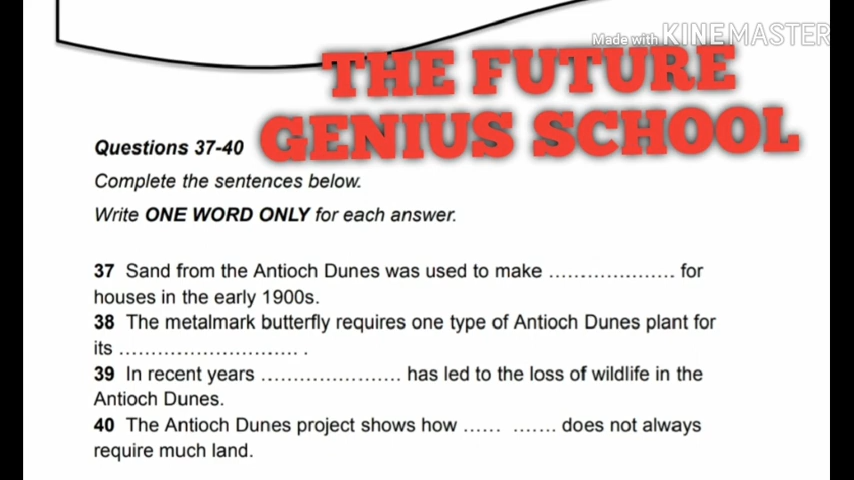 Made with KINEMASTER
THE FUTURE
GENIUS SCHOOL
Questions 37-40
Complete the sentences below.
Write ONE WORD ONLY for each answer.
37 Sand from the Antioch Dunes was used to make ..................... for
houses in the early 1900s.
38 The metalmark butterfly requires one type of Antioch Dunes plant for
its ............................ .
39 In recent years ...................... has led to the loss of wildlife in the
Antioch Dunes.
40 The Antioch Dunes project shows how ...... ....... does not always
require much land.